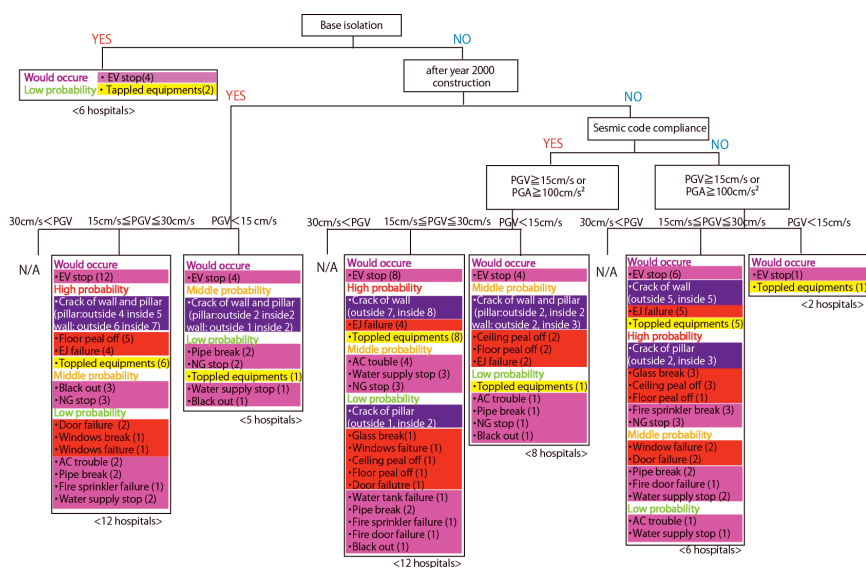 Base isolation
YES
NO
Would occure
・EV stop(4)
Low probability
・Tappled equipments(2)
<6 hospitals>
after year 2000
construction
YES
NO
Sesmic code compliance
YES
NO
PGV≧15cm/s or
PGA≧100cm/s²
PGV≧15cm/s or
PGA≧100cm/s²
30cm/s<PGV
15cm/s≦PGV≦30cm/s
PGV<15 cm/s
N/A
Would occure
・EV stop (12)
High probability
・Crack of wall and pillar
(pillar:outside 4 inside 5
wall: outside 6 inside 7)
・Floor peal off (5)
・EJ failure (4)
・Toppled equipments (6)
Middle probability
・Black out (3)
・NG stop (3)
Low probability
・Door failure (2)
・Windows break (1)
・Windows faiture (1)
・AC trouble (2)
・Pipe break (2)
・Fire sprinkler failure (1)
・Water supply stop (2)
<12 hospitals>
Would occure
・EV stop (4)
Middle probability
・Crack of wall and pillar
(pillar:outside 2 inside2
wall: outside 1 inside 2)
Low probability
・Pipe break (2)
・NG stop (2)
・Toppled equipments (1)
・Water supply stop (1)
・Black out (1)
<5 hospitals>
30cm/s<PGV
15cm/s≦PGV≦30cm/s
PGV<15cm/s
N/A
Would occure
・EV stop (8)
High probability
・Crack of wall
(outside 7, inside 8)
・EJ failure (4)
・Toppled equipments (8)
Middle probability
・AC touble (4)
・Water supply stop (3)
・NG stop (3)
Low probability
・Crack of pillar
(outside 1, inside 2)
・Glass break(1)
・Windows faiture (1)
・Ceiling peal off (1)
・Floor peal off (1)
・Door failutre (1)
・Water tank failure (1)
・Pipe break (2)
・Fire sprinkler failure (1)
・Fire door failure (1)
・Black out (1)
<12 hospitals>
Would occure
・EV stop (4)
Middle probability
・Crack of wall and pillar
(pillar: outside 2, inside 2
wall: outside 2, inside 3)
・Ceiling peal off (2)
・Floor peal off (2)
・EJ failure (2)
Low probability
・Toppled equipments (1)
・AC trouble (1)
・Pipe break (1)
・NG stop (1)
・Black out (1)
<8 hospitals>
30cm/s<PGV
15cm/s≦PGV≦30cm/s
PGV<15cm/s
N/A
Would occure
・EV stop (6)
・Crack of wall
(outside 5, inside 5)
・EJ failure (5)
・Toppled equipments (5)
High probability
・Crack of pillar
(outside 2, inside 3)
・Glass break (3)
・Ceiling peal off (3)
・Floor peal off (1)
・Fire sprinkler break (3)
・NG stop (3)
Middle probability
・Window failure (2)
・Door failure (2)
・Pipe break (2)
・Fire door failure (1)
・Water supply stop (2)
Low probability
・AC trouble (1)
・Water supply stop (1)
<6 hospitals>
Would occure
・EV stop(1)
・Toppled equipments (1)
<2 hospitals>